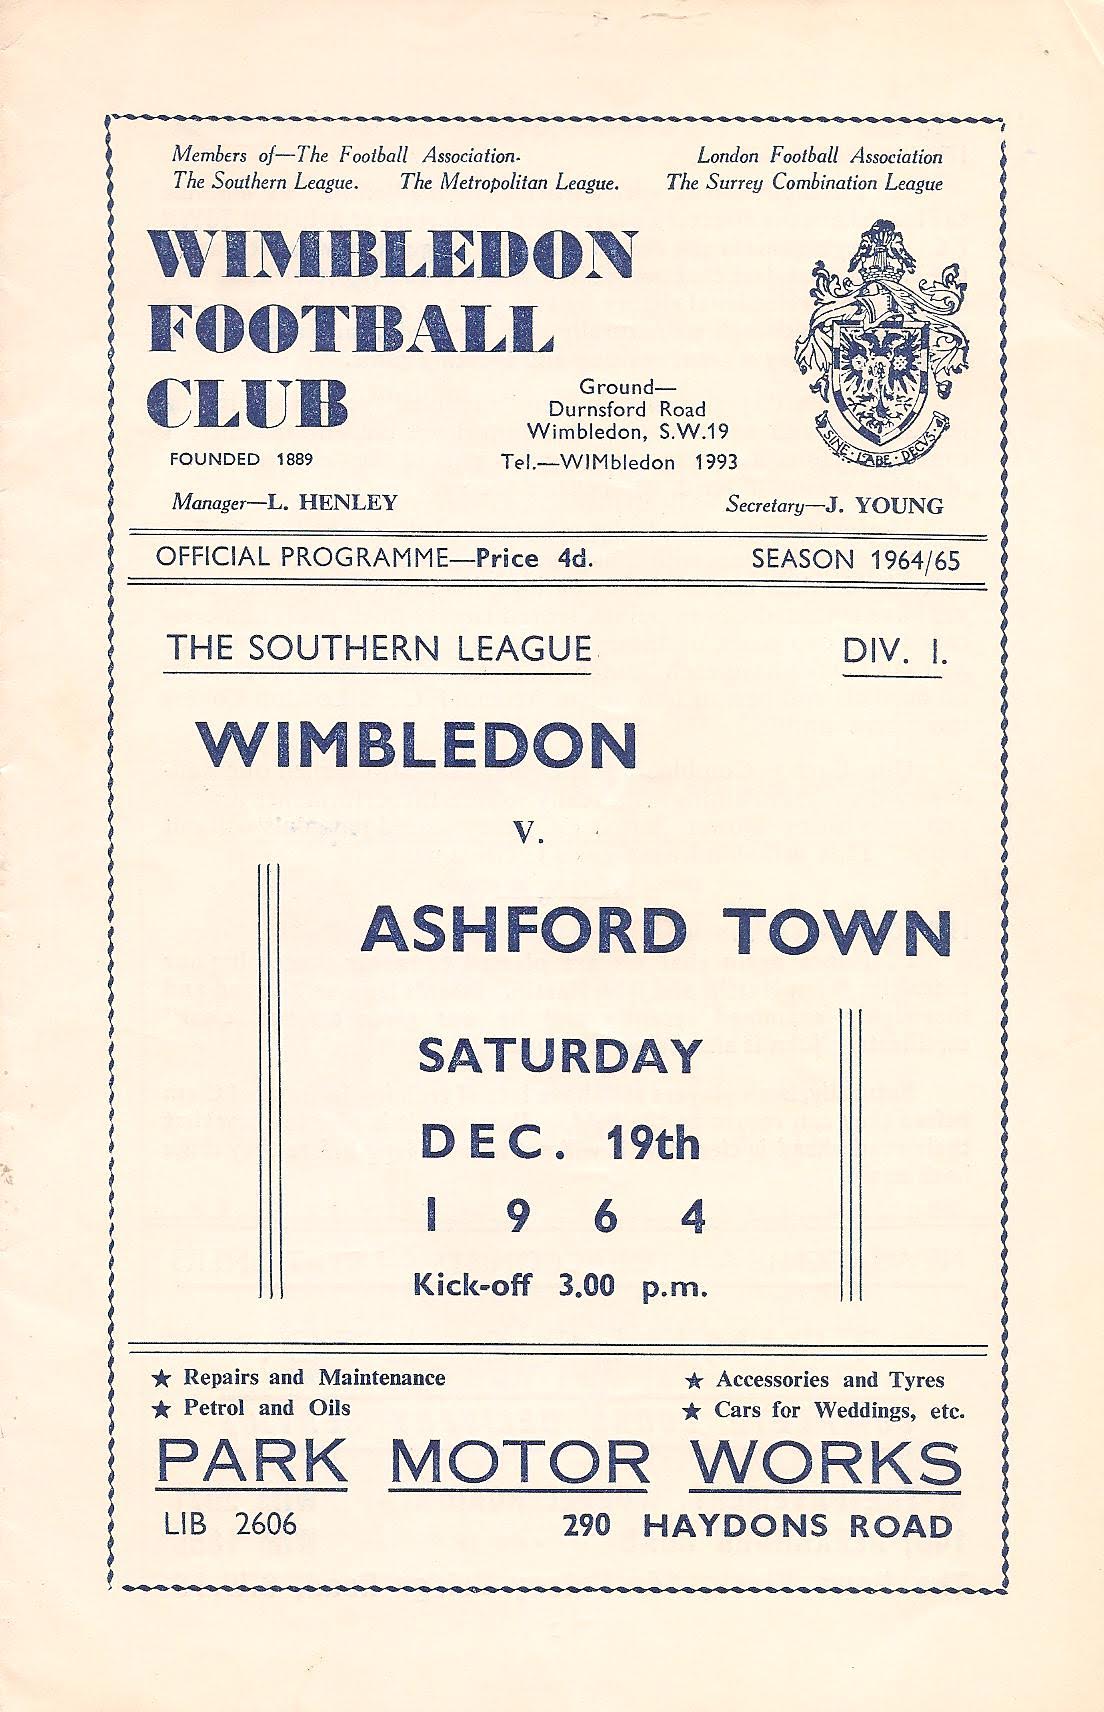 Members of—The Football Association. London Football Association
The Southern League. The Metropolitan League. The Surrey Combination League
WIMBLEDON
FOOTBALL
CLUB
Ground—
Durnsford Road
Wimbledon, S.W.19
FOUNDED 1889
Tel.—WIMbledon 1993
SINE · LABE · DECVS ·
Manager—L. HENLEY
Secretary—J. YOUNG
OFFICIAL PROGRAMME—Price 4d. SEASON 1964/65
THE SOUTHERN LEAGUE DIV. I.
WIMBLEDON
v.
ASHFORD TOWN
SATURDAY
DEC. 19th
1 9 6 4
Kick-off 3.00 p.m.
★ Repairs and Maintenance ★ Accessories and Tyres
★ Petrol and Oils ★ Cars for Weddings, etc.
PARK MOTOR WORKS
LIB 2606 290 HAYDONS ROAD